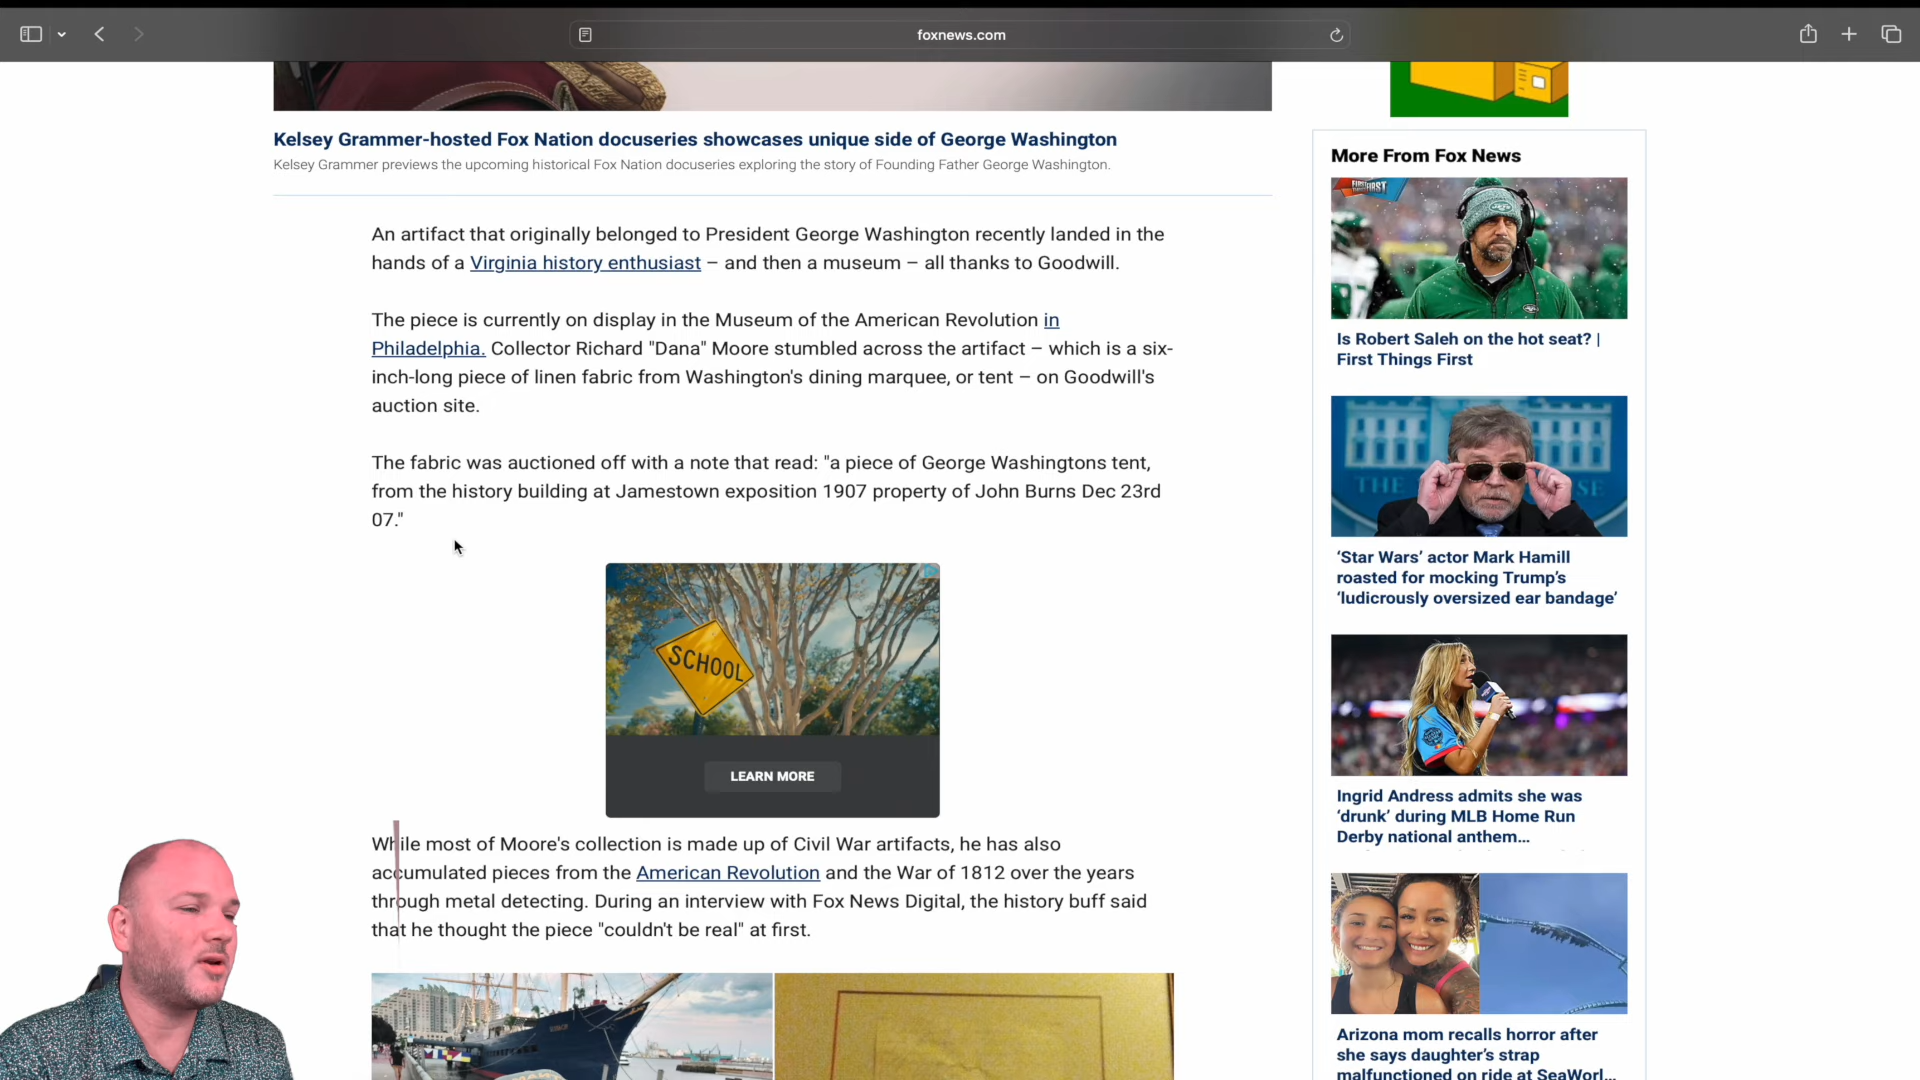 foxnews.com
Kelsey Grammer-hosted Fox Nation docuseries showcases unique side of George Washington
Kelsey Grammer previews the upcoming historical Fox Nation docuseries exploring the story of Founding Father George Washington.
An artifact that originally belonged to President George Washington recently landed in the
hands of a Virginia history enthusiast – and then a museum – all thanks to Goodwill.
The piece is currently on display in the Museum of the American Revolution in
Philadelphia. Collector Richard "Dana" Moore stumbled across the artifact – which is a six-
inch-long piece of linen fabric from Washington's dining marquee, or tent – on Goodwill's
auction site.
The fabric was auctioned off with a note that read: "a piece of George Washingtons tent,
from the history building at Jamestown exposition 1907 property of John Burns Dec 23rd
07."
SCHOOL
LEARN MORE
While most of Moore's collection is made up of Civil War artifacts, he has also
accumulated pieces from the American Revolution and the War of 1812 over the years
through metal detecting. During an interview with Fox News Digital, the history buff said
that he thought the piece "couldn't be real" at first.
More From Fox News
Is Robert Saleh on the hot seat? |
First Things First
THE
SE
‘Star Wars’ actor Mark Hamill
roasted for mocking Trump’s
‘ludicrously oversized ear bandage’
Ingrid Andress admits she was
‘drunk’ during MLB Home Run
Derby national anthem…
Arizona mom recalls horror after
she says daughter’s strap
malfunctioned on ride at SeaWorl…